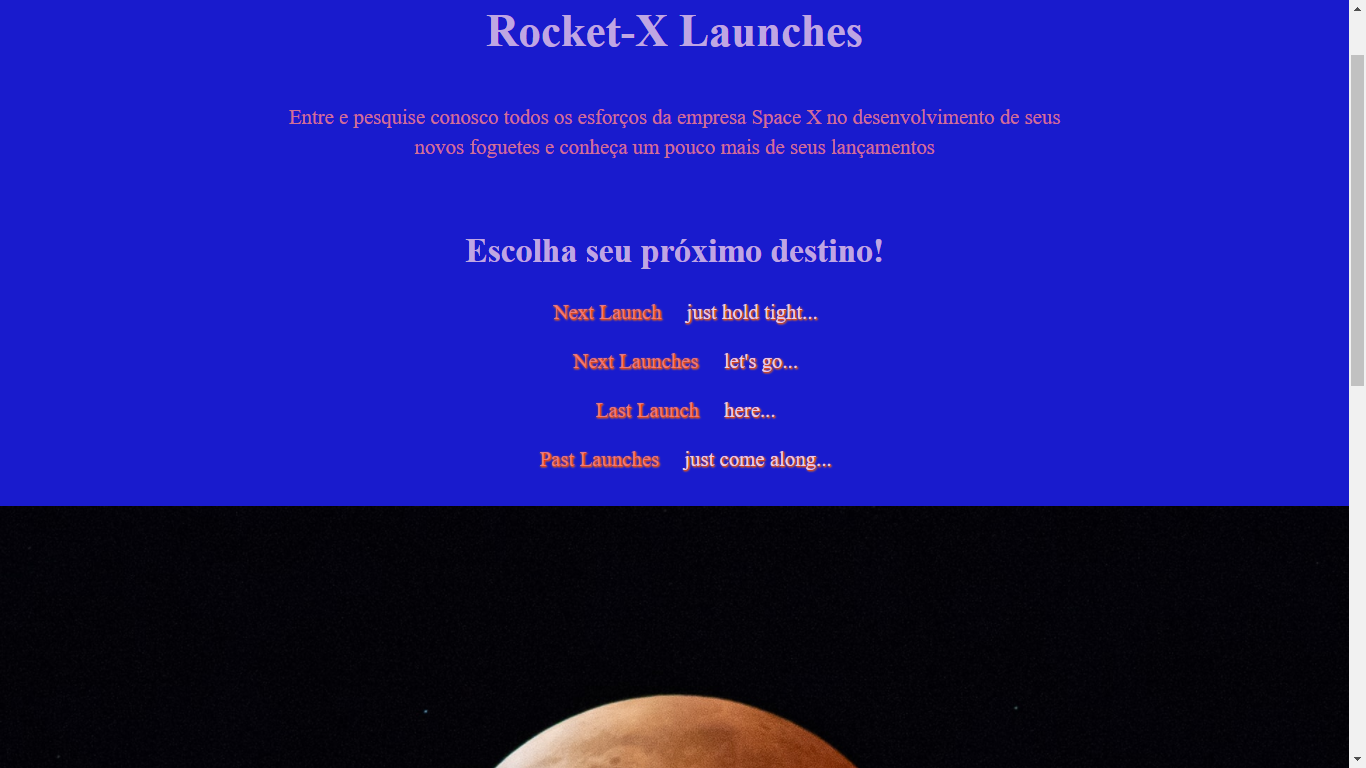 Rocket-X Launches
Entre e pesquise conosco todos os esforços da empresa Space X no desenvolvimento de seus
novos foguetes e conheça um pouco mais de seus lançamentos
Escolha seu próximo destino!
Next Launch just hold tight...
Next Launches let's go...
Last Launch here...
Past Launches just come along...